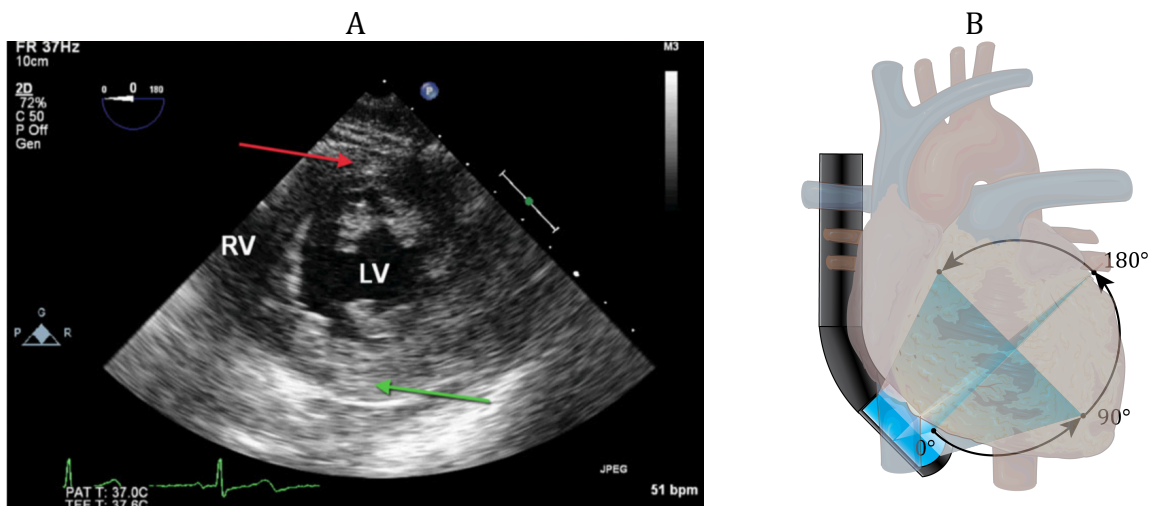 A
B
FR 37Hz
10cm
M3
2D
72%
C 50
P Off
Gen
0 0 180
P
RV
LV
G
P R
JPEG
PAT T: 37.0C
TEE T: 37.6C
51 bpm
180°
90°
0°